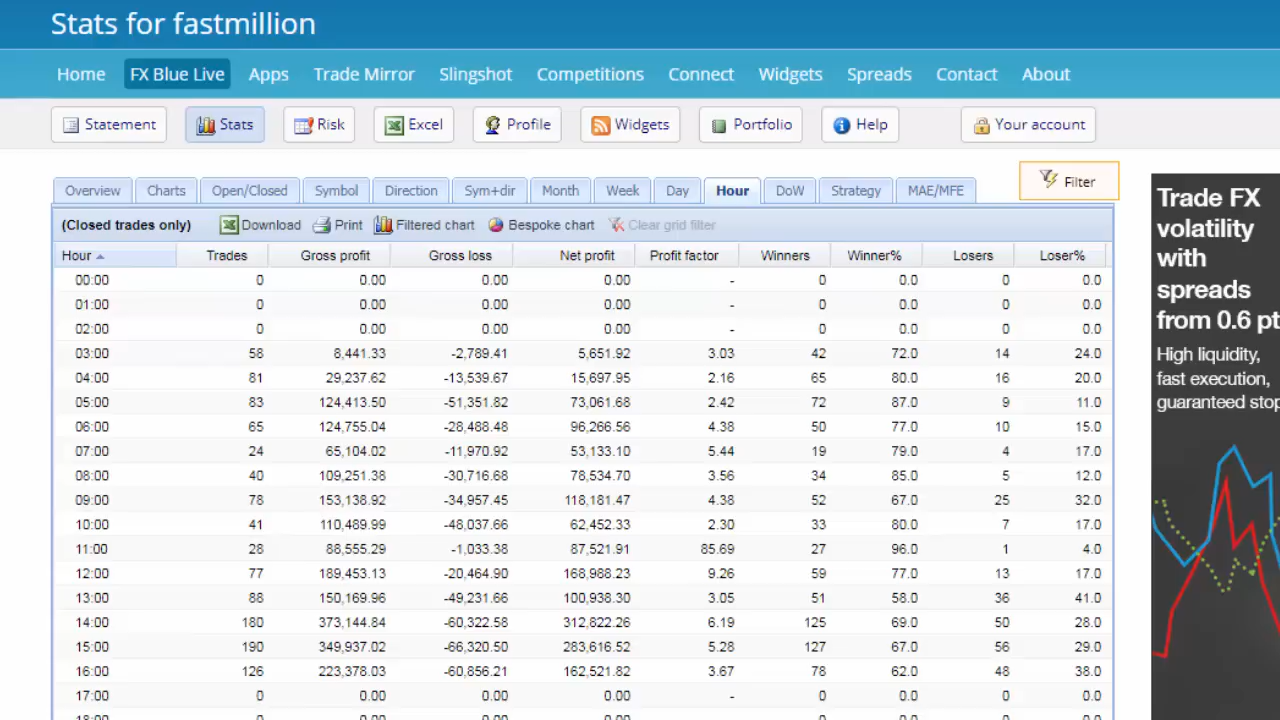 Stats for fastmillion
Home FX Blue Live Apps Trade Mirror Slingshot Competitions Connect Widgets Spreads Contact About
Statement Stats Risk Excel Profile Widgets Portfolio Help Your account
Overview Charts Open/Closed Symbol Direction Sym+dir Month Week Day Hour DoW Strategy MAE/MFE Filter
(Closed trades only) Download Print Filtered chart Bespoke chart Clear grid filter
Hour Trades Gross profit Gross loss Net profit Profit factor Winners Winner% Losers Loser%
00:00 0 0.00 0.00 0.00 - 0 0.0 0 0.0
01:00 0 0.00 0.00 0.00 - 0 0.0 0 0.0
02:00 0 0.00 0.00 0.00 - 0 0.0 0 0.0
03:00 58 8,441.33 -2,789.41 5,651.92 3.03 42 72.0 14 24.0
04:00 81 29,237.62 -13,539.67 15,697.95 2.16 65 80.0 16 20.0
05:00 83 124,413.50 -51,351.82 73,061.68 2.42 72 87.0 9 11.0
06:00 65 124,755.04 -28,488.48 96,266.56 4.38 50 77.0 10 15.0
07:00 24 65,104.02 -11,970.92 53,133.10 5.44 19 79.0 4 17.0
08:00 40 109,251.38 -30,716.68 78,534.70 3.56 34 85.0 5 12.0
09:00 78 153,138.92 -34,957.45 118,181.47 4.38 52 67.0 25 32.0
10:00 41 110,489.99 -48,037.66 62,452.33 2.30 33 80.0 7 17.0
11:00 28 88,555.29 -1,033.38 87,521.91 85.69 27 96.0 1 4.0
12:00 77 189,453.13 -20,464.90 168,988.23 9.26 59 77.0 13 17.0
13:00 88 150,169.96 -49,231.66 100,938.30 3.05 51 58.0 36 41.0
14:00 180 373,144.84 -60,322.58 312,822.26 6.19 125 69.0 50 28.0
15:00 190 349,937.02 -66,320.50 283,616.52 5.28 127 67.0 56 29.0
16:00 126 223,378.03 -60,856.21 162,521.82 3.67 78 62.0 48 38.0
17:00 0 0.00 0.00 0.00 - 0 0.0 0 0.0
Trade FX
volatility
with
spreads
from 0.6 pt
High liquidity,
fast execution,
guaranteed stop